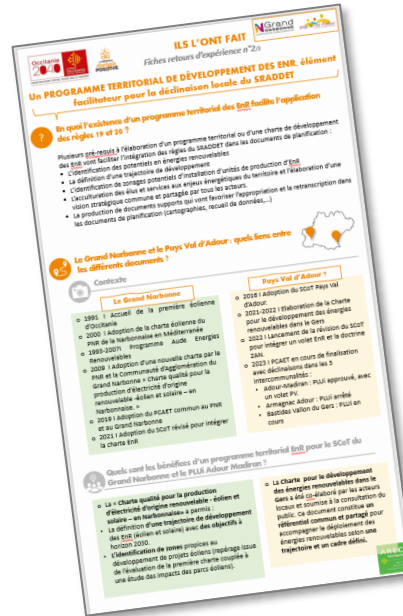 Occitanie
2040
POSITIVE
ILS L'ONT FAIT
Fiches retours d'expérience n°2/3
Grand
NARBONNE
Un PROGRAMME TERRITORIAL DE DÉVELOPPEMENT DES ENR, élément
facilitateur pour la déclinaison locale du SRADDET
?
En quoi l'existence d'un programme territorial des EnR facilite l'application
des règles 19 et 20 ?
Plusieurs pré-requis à l'élaboration d'un programme territorial ou d'une charte de développement
des EnR vont faciliter l'intégration des règles du SRADDET dans les documents de planification :
• L'identification des potentiels en énergies renouvelables
• La définition d'une trajectoire de développement
• L'identification de zonages potentiels d'installation d'unités de production d'EnR
• L'acculturation des élus et services aux enjeux énergétiques du territoire et l'élaboration d'une
vision stratégique commune et partagée par tous les acteurs.
• La production de documents supports qui vont favoriser l'appropriation et la retranscription dans
les documents de planification (cartographies, recueil de données,...)
Le Grand Narbonne et le Pays Val d'Adour : quels liens entre
les différents documents ?
Contexte
Le Grand Narbonne
o 1991 I Accueil de la première éolienne
d'Occitanie
o 2000 I Adoption de la charte éolienne du
PNR de la Narbonnaise en Méditerranée
o 1993-2007I Programme Aude Energies
Renouvelables
o 2009 I Adoption d'une nouvelle charte par le
PNR et la Communauté d'Agglomération du
Grand Narbonne « Charte qualité pour la
production d'électricité d'origine
renouvelable -éolien et solaire – en
Narbonnaise. »
o 2019 I Adoption du PCAET commun au PNR
et au Grand Narbonne
o 2021 I Adoption du SCoT révisé pour intégrer
la charte EnR
Pays Val d'Adour ?
o 2016 I Adoption du SCoT Pays Val
d'Adour.
o 2021-2022 I Elaboration de la Charte
pour le développement des énergies
renouvelables dans le Gers
o 2022 I Lancement de la révision du SCoT
pour intégrer un volet EnR et la doctrine
ZAN.
o 2023 I PCAET en cours de finalisation
avec déclinaisons dans les 3
intercommunalités :
• Adour-Madiran : PLUi approuvé, avec
un volet PV.
• Armagnac Adour : PLUi arrêté
• Bastides Vallon du Gers : PLUi en
cours
Quels sont les bénéfices d'un programme territorial EnR pour le SCoT du
Grand Narbonne et le PLUi Adour Madiran ?
o La « Charte qualité pour la production
d'électricité d'origine renouvelable - éolien et
solaire – en Narbonnaise» a permis :
• La définition d'une trajectoire de développement
des EnR (éolien et solaire) avec des objectifs à
horizon 2030.
• L'identification de zones propices au
développement de projets éoliens (repérage issue
de l'évaluation de la première charte couplée à
une étude des impacts des parcs éoliens).
o La Charte pour le développement
des énergies renouvelables dans le
Gers a été co-élaboré par les acteurs
locaux et soumise à la consultation du
public. Ce document constitue un
référentiel commun et partagé pour
accompagner le déploiement des
énergies renouvelables selon une
trajectoire et un cadre défini.
AREC